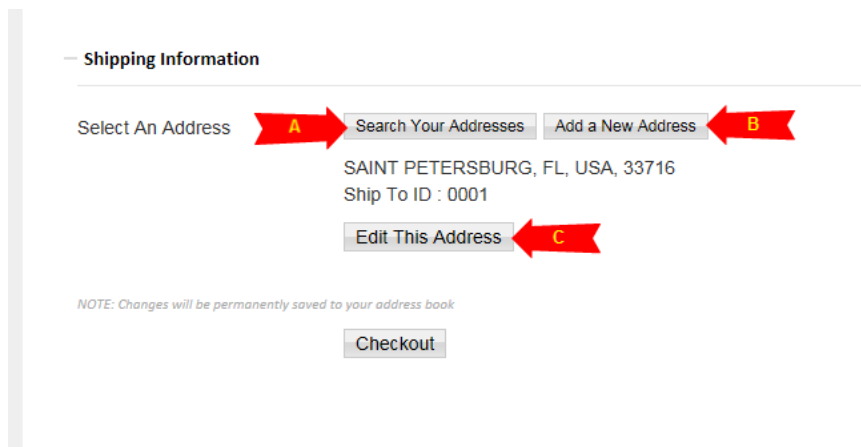 Shipping Information
Select An Address A Search Your Addresses Add a New Address B
SAINT PETERSBURG, FL, USA, 33716
Ship To ID : 0001
Edit This Address C
NOTE: Changes will be permanently saved to your address book
Checkout